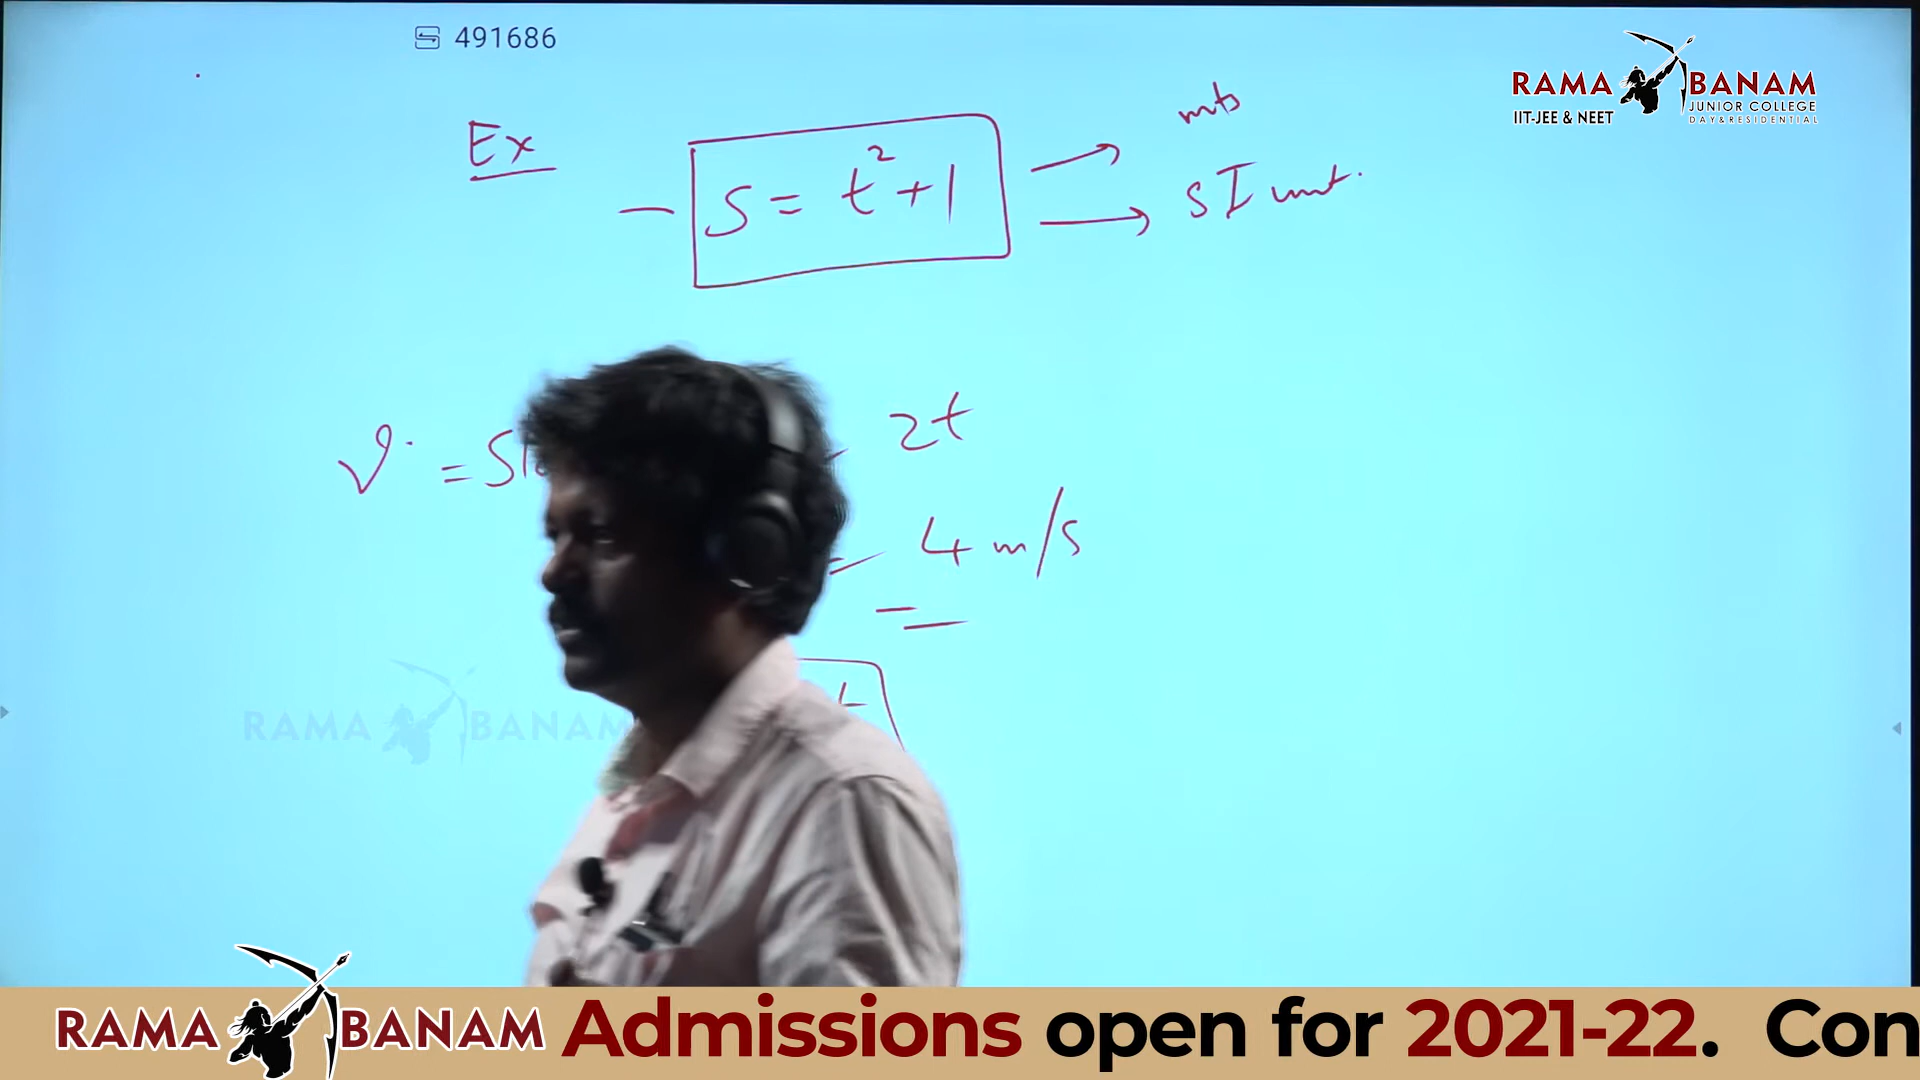 491686
RAMA BANAM
JUNIOR COLLEGE
IIT-JEE & NEET
DAY & RESIDENTIAL
Ex
S = t²+1
mts
SI unit.
V = Sl
2t
= 4 m/s
t
RAMA BANAM
RAMA BANAM Admissions open for 2021-22. Con